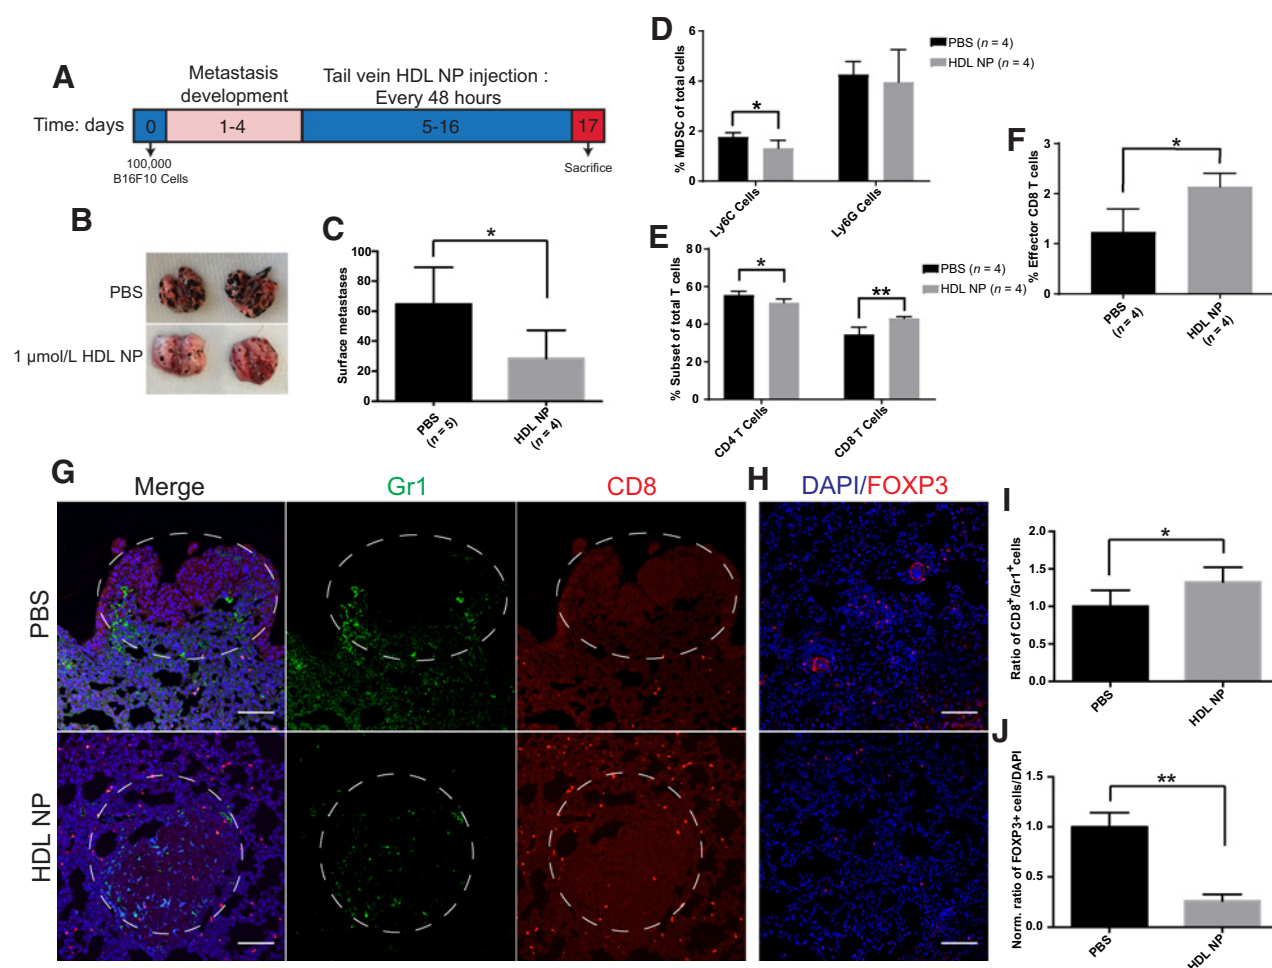 A
Metastasis
development
Tail vein HDL NP injection :
Every 48 hours
Time: days
0
1-4
5-16
17
100,000
B16F10 Cells
Sacrifice
B
PBS
1 µmol/L HDL NP
C
Surface metastases
100
80
60
40
20
0
*
PBS
(n = 5)
HDL NP
(n = 4)
D
% MDSC of total cells
6
4
2
0
*
Ly6C Cells
Ly6G Cells
PBS (n = 4)
HDL NP (n = 4)
E
% Subset of total T cells
80
60
40
20
0
*
**
CD4 T Cells
CD8 T Cells
PBS (n = 4)
HDL NP (n = 4)
F
% Effector CD8 T cells
3
2
1
0
*
PBS
(n = 4)
HDL NP
(n = 4)
G
Merge
Gr1
CD8
PBS
HDL NP
H
DAPI/FOXP3
I
Ratio of CD8+/Gr1+cells
2.0
1.5
1.0
0.5
0.0
*
PBS
HDL NP
J
Norm. ratio of FOXP3+ cells/DAPI
1.5
1.0
0.5
0.0
**
PBS
HDL NP